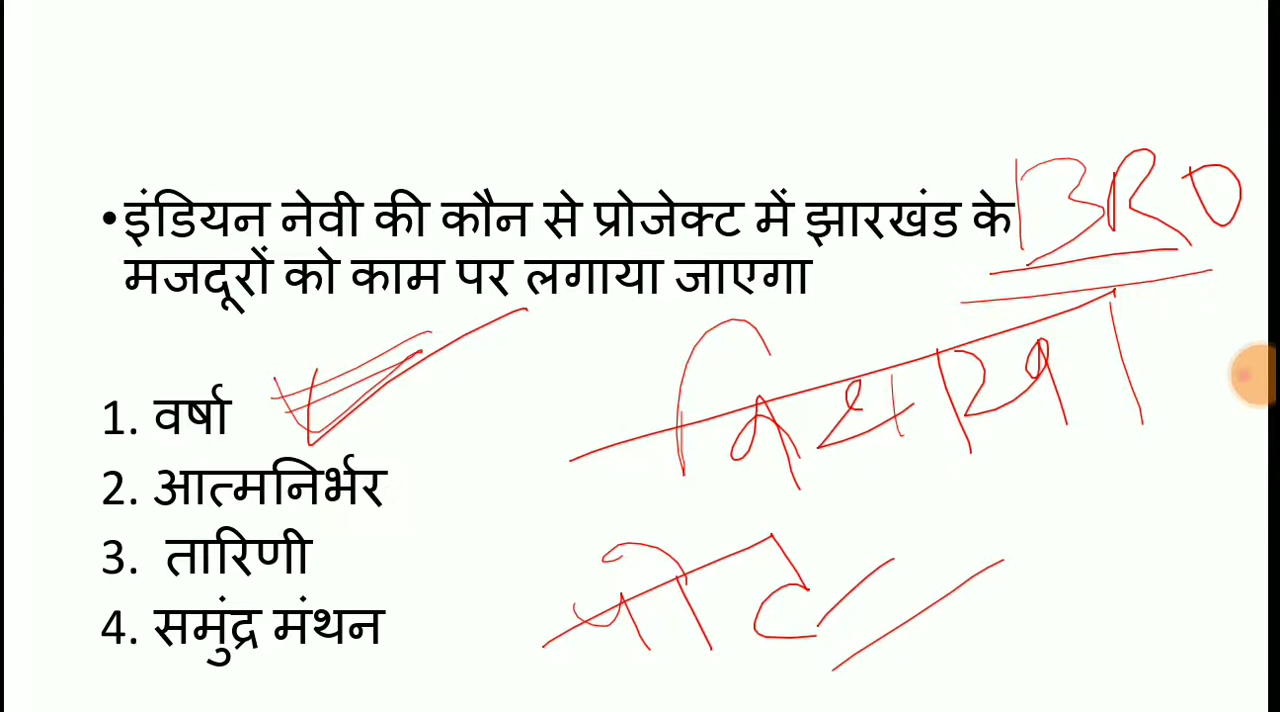 •इंडियन नेवी की कौन से प्रोजेक्ट में झारखंड के
मजदूरों को काम पर लगाया जाएगा
BRO
1. वर्षा
2. आत्मनिर्भर
3. तारिणी
4. समुंद्र मंथन